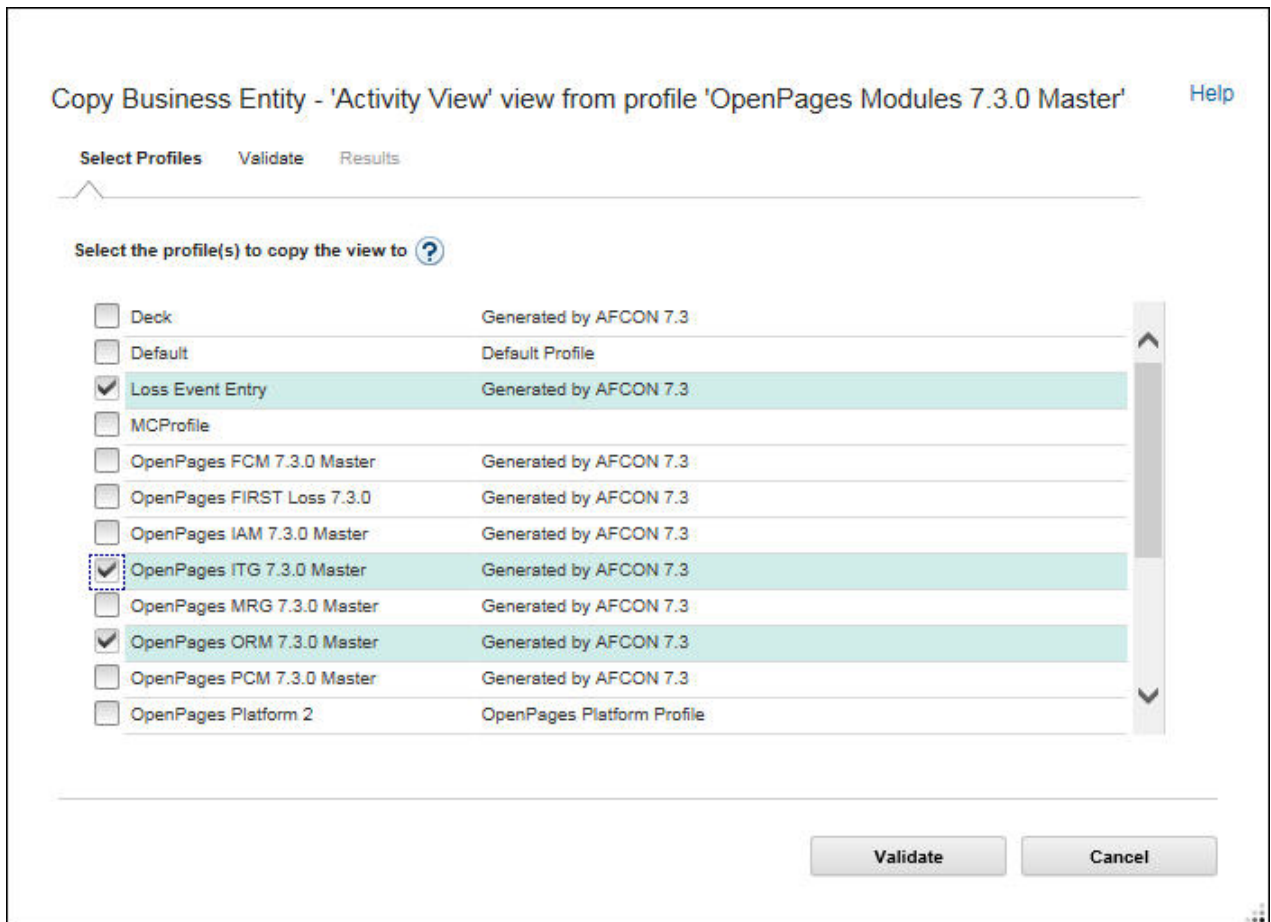 Copy Business Entity - 'Activity View' view from profile 'OpenPages Modules 7.3.0 Master' Help
Select Profiles Validate Results
Select the profile(s) to copy the view to ?
Deck Generated by AFCON 7.3
Default Default Profile
Loss Event Entry Generated by AFCON 7.3
MCProfile
OpenPages FCM 7.3.0 Master Generated by AFCON 7.3
OpenPages FIRST Loss 7.3.0 Generated by AFCON 7.3
OpenPages IAM 7.3.0 Master Generated by AFCON 7.3
OpenPages ITG 7.3.0 Master Generated by AFCON 7.3
OpenPages MRG 7.3.0 Master Generated by AFCON 7.3
OpenPages ORM 7.3.0 Master Generated by AFCON 7.3
OpenPages PCM 7.3.0 Master Generated by AFCON 7.3
OpenPages Platform 2 OpenPages Platform Profile
Validate Cancel